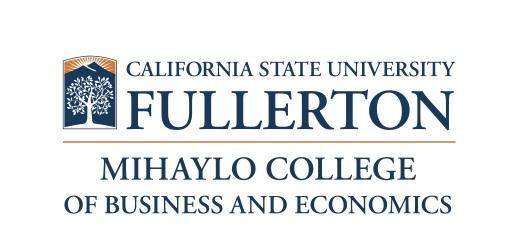 CALIFORNIA STATE UNIVERSITY
FULLERTON
MIHAYLO COLLEGE
OF BUSINESS AND ECONOMICS